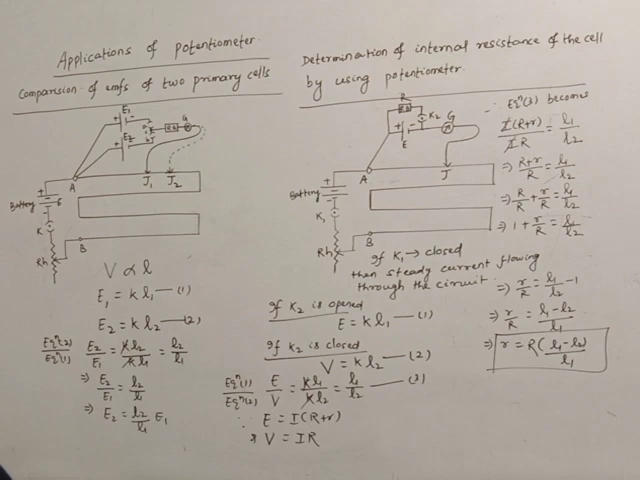 Applications of potentiometer.
Comparision of emfs of two primary cells
E₁
+ -
E₂
+ -
K
R.B
G
A
J₁ J₂
+
Battery
-
K
Rh
B
V ∝ l
E₁ = k l₁ —(1)
E₂ = k l₂ —(2)
Eqⁿ(2)/Eqⁿ(1) E₂/E₁ = kl₂/kl₁ = l₂/l₁
⇒ E₂/E₁ = l₂/l₁
⇒ E₂ = l₂/l₁ E₁
Determination of internal resistance of the cell
by using potentiometer.
R
R.B
K₂
G
+ -
E
A
J
+
Battery
-
K₁
Rh
B
If K₁ → closed
then steady current flowing
through the circuit.
If K₂ is opened
E = kl₁ —(1)
If K₂ is closed
V = kl₂ —(2)
Eqⁿ(1)/Eqⁿ(2) E/V = kl₁/kl₂ = l₁/l₂ —(3)
∵ E = I(R+r)
& V = IR
∴ Eqⁿ(3) becomes
I(R+r)/IR = l₁/l₂
⇒ R+r/R = l₁/l₂
⇒ R/R + r/R = l₁/l₂
⇒ 1 + r/R = l₁/l₂
⇒ r/R = l₁/l₂ - 1
⇒ r/R = l₁-l₂/l₁
⇒ r = R(l₁-l₂)/l₁